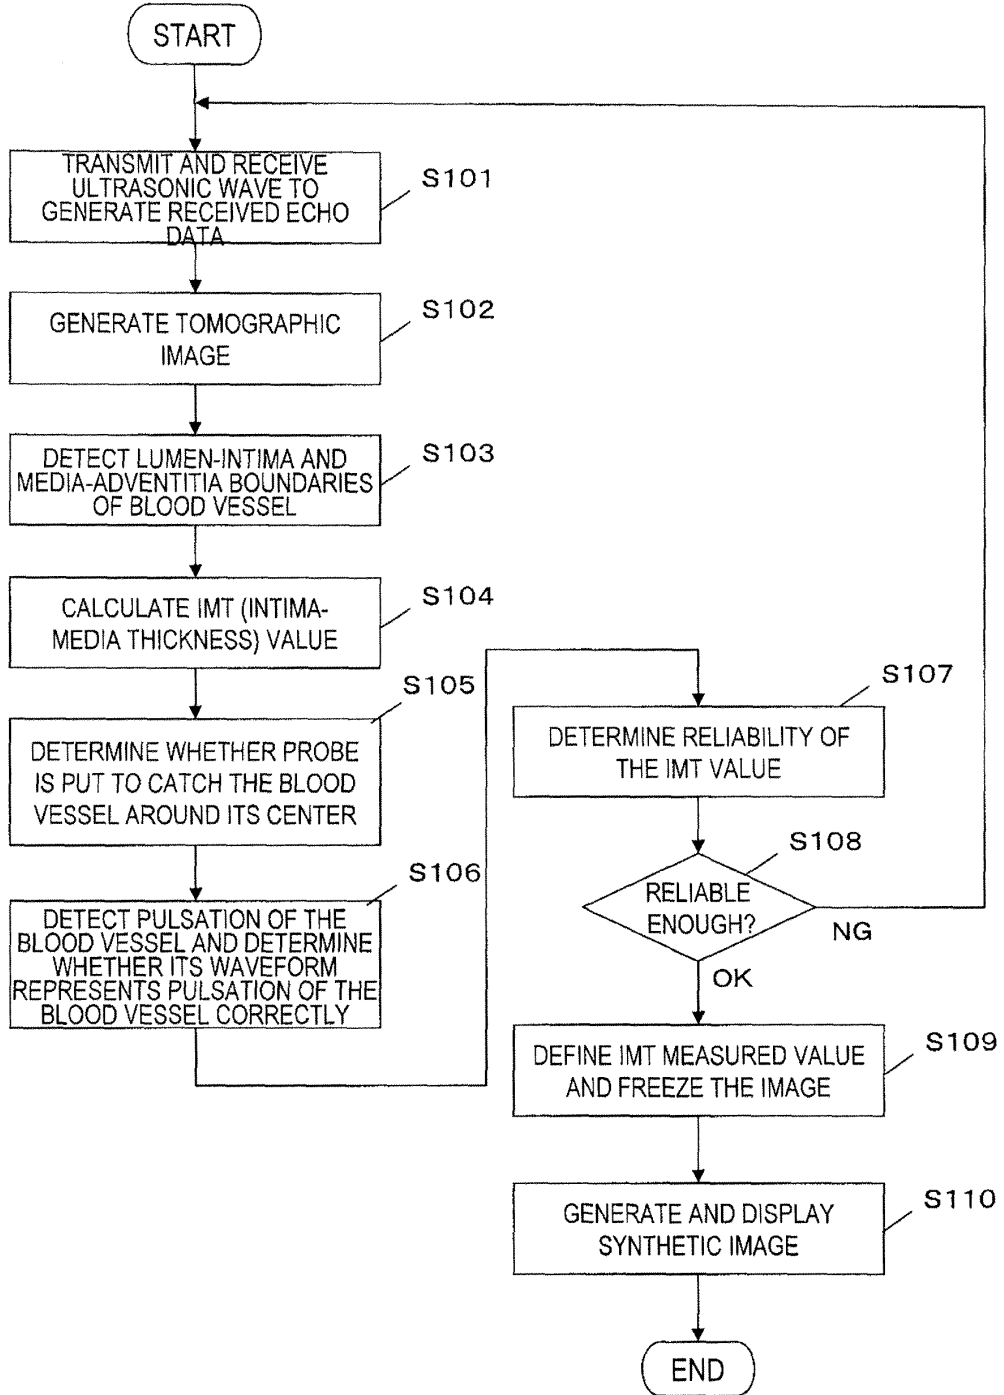 START
TRANSMIT AND RECEIVE
ULTRASONIC WAVE TO
GENERATE RECEIVED ECHO
DATA
S101
GENERATE TOMOGRAPHIC
IMAGE
S102
DETECT LUMEN-INTIMA AND
MEDIA-ADVENTITIA BOUNDARIES
OF BLOOD VESSEL
S103
CALCULATE IMT (INTIMA-
MEDIA THICKNESS) VALUE
S104
DETERMINE WHETHER PROBE
IS PUT TO CATCH THE BLOOD
VESSEL AROUND ITS CENTER
S105
DETECT PULSATION OF THE
BLOOD VESSEL AND DETERMINE
WHETHER ITS WAVEFORM
REPRESENTS PULSATION OF THE
BLOOD VESSEL CORRECTLY
S106
DETERMINE RELIABILITY OF
THE IMT VALUE
S107
RELIABLE
ENOUGH?
S108
NG
OK
DEFINE IMT MEASURED VALUE
AND FREEZE THE IMAGE
S109
GENERATE AND DISPLAY
SYNTHETIC IMAGE
S110
END